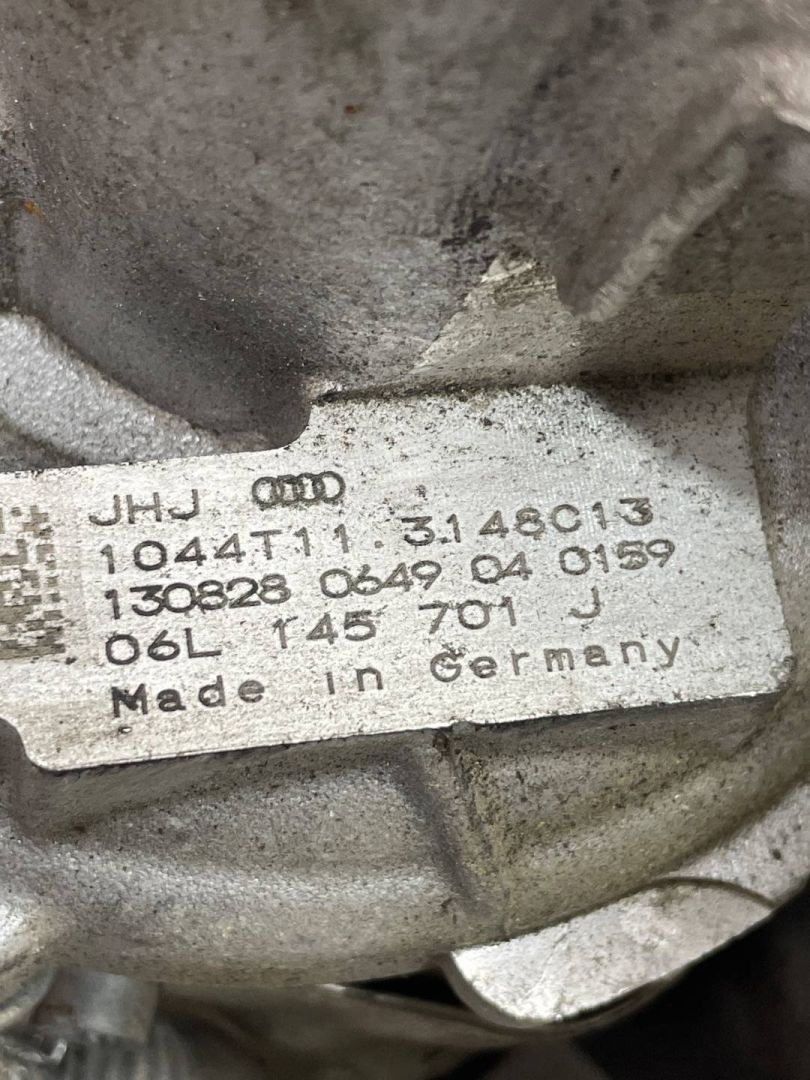 JHJ
1044T11.3148C13
130828 0649 04 0159
06L 145 701 J
Made in Germany